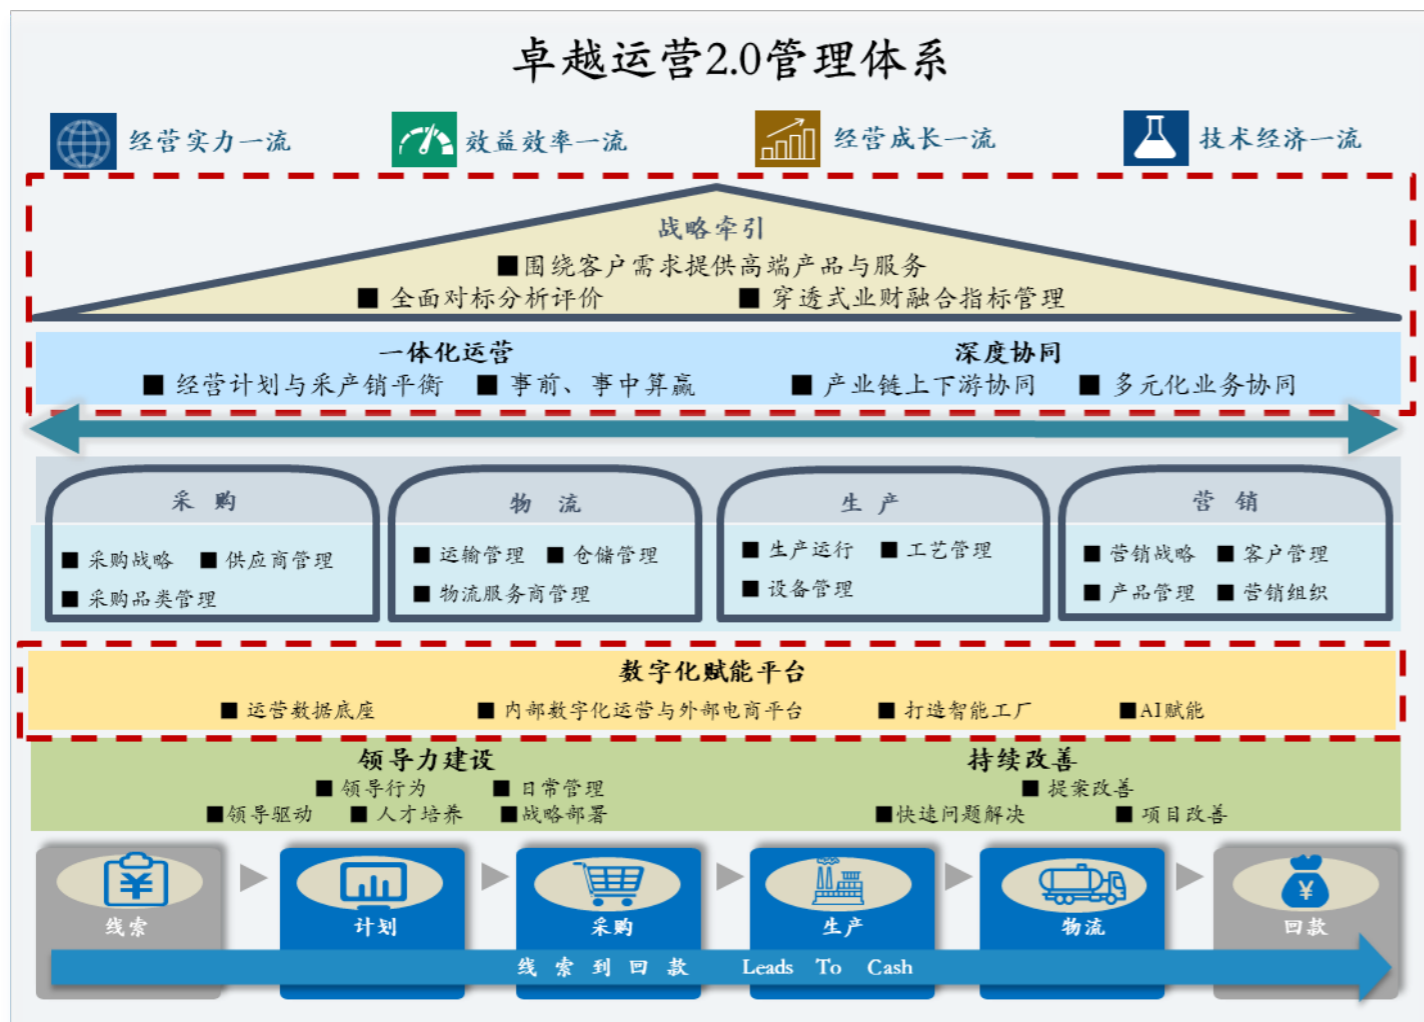 卓越运营2.0管理体系
经营实力一流 效益效率一流 经营成长一流 技术经济一流
战略牵引
■围绕客户需求提供高端产品与服务
■ 全面对标分析评价 ■ 穿透式业财融合指标管理
一体化运营 深度协同
■ 经营计划与采产销平衡 ■ 事前、事中算赢 ■ 产业链上下游协同 ■ 多元化业务协同
采 购 物 流 生 产 营 销
■ 采购战略 ■ 供应商管理
■ 采购品类管理
■ 运输管理 ■ 仓储管理
■ 物流服务商管理
■ 生产运行 ■ 工艺管理
■ 设备管理
■ 营销战略 ■ 客户管理
■ 产品管理 ■ 营销组织
数字化赋能平台
■ 运营数据底座 ■ 内部数字化运营与外部电商平台 ■ 打造智能工厂 ■AI赋能
领导力建设
■ 领导行为 ■ 日常管理
■领导驱动 ■ 人才培养 ■战略部署
持续改善
■ 提案改善
■快速问题解决 ■ 项目改善
线索 计划 采购 生产 物流 回款
线 索 到 回 款 Leads To Cash